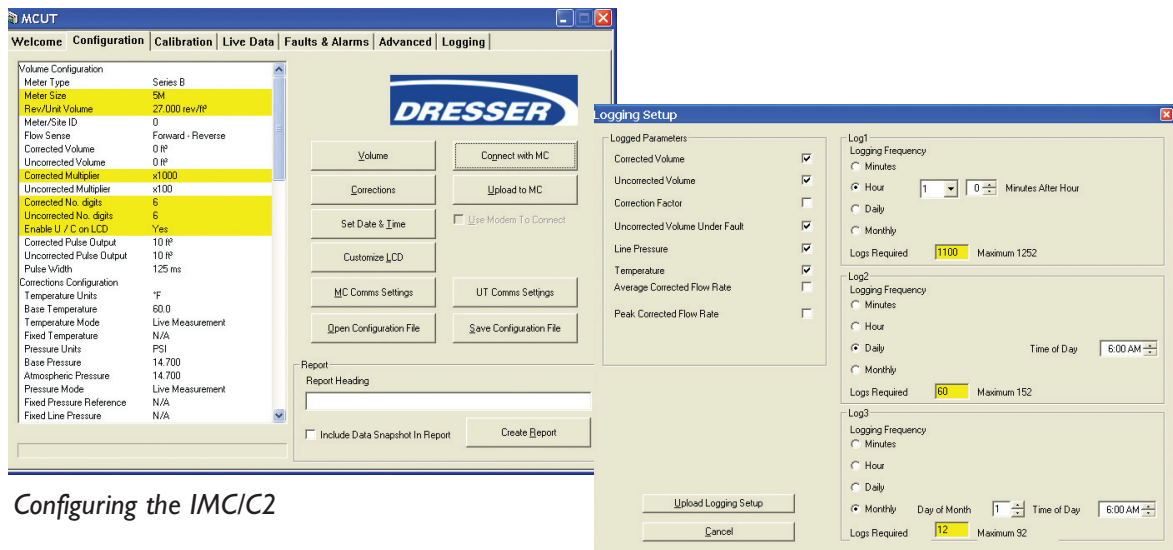 MCUT
Welcome Configuration Calibration Live Data Faults & Alarms Advanced Logging
Volume Configuration
Meter Type Series B
Meter Size 5M
Rev/Unit Volume 27.000 rev/ft³
Meter/Site ID 0
Flow Sense Forward - Reverse
Corrected Volume 0 ft³
Uncorrected Volume 0 ft³
Corrected Multiplier x1000
Uncorrected Multiplier x100
Corrected No. digits 6
Uncorrected No. digits 6
Enable U / C on LCD Yes
Corrected Pulse Output 10 ft³
Uncorrected Pulse Output 10 ft³
Pulse Width 125 ms
Corrections Configuration
Temperature Units °F
Base Temperature 60.0
Temperature Mode Live Measurement
Fixed Temperature N/A
Pressure Units PSI
Base Pressure 14.700
Atmospheric Pressure 14.700
Pressure Mode Live Measurement
Fixed Pressure Reference N/A
Fixed Line Pressure N/A
DRESSER
Volume
Connect with MC
Corrections
Upload to MC
Set Date & Time
Use Modem To Connect
Customize LCD
MC Comms Settings
UT Comms Settings
Open Configuration File
Save Configuration File
Report
Report Heading
Include Data Snapshot In Report
Create Report
Configuring the IMC/C2
Logging Setup
Logged Parameters
Corrected Volume
Uncorrected Volume
Correction Factor
Uncorrected Volume Under Fault
Line Pressure
Temperature
Average Corrected Flow Rate
Peak Corrected Flow Rate
Upload Logging Setup
Cancel
Log1
Logging Frequency
Minutes
Hour 1 0 Minutes After Hour
Daily
Monthly
Logs Required 1100 Maximum 1252
Log2
Logging Frequency
Minutes
Hour
Daily Time of Day 6:00 AM
Monthly
Logs Required 60 Maximum 152
Log3
Logging Frequency
Minutes
Hour
Daily
Monthly Day of Month 1 Time of Day 6:00 AM
Logs Required 12 Maximum 92